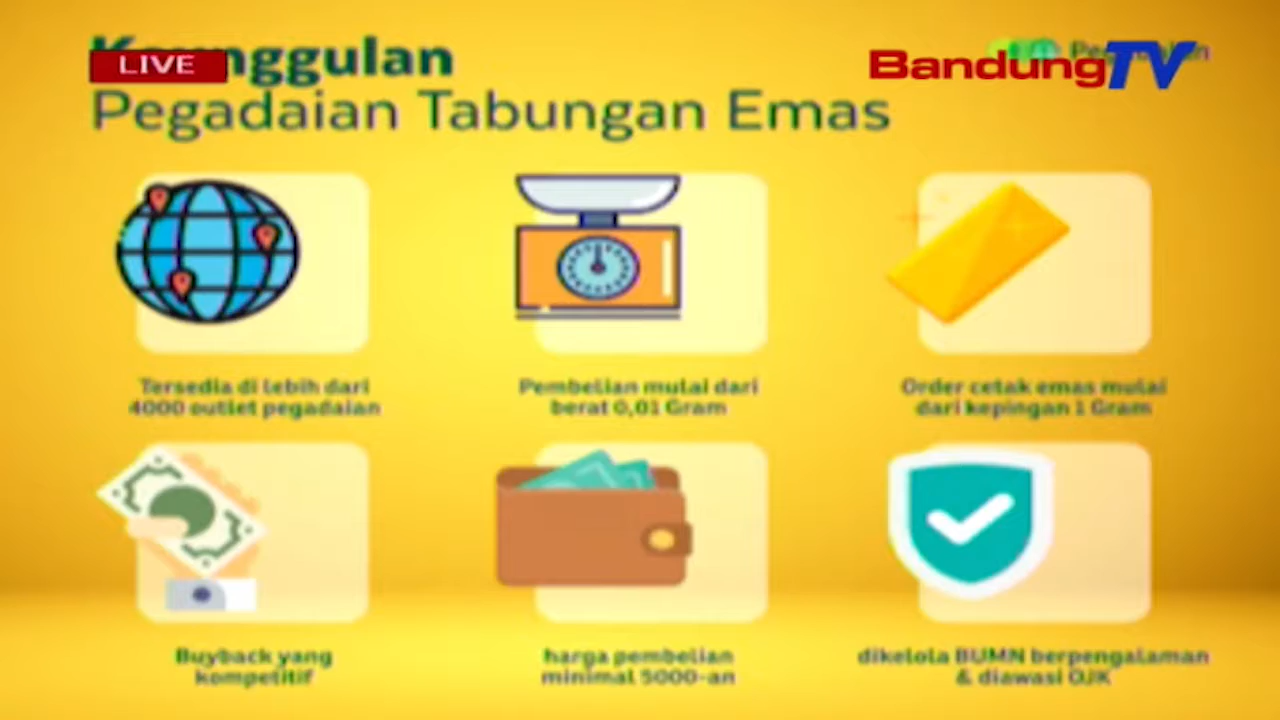 LIVE
BandungTV
Keunggulan
Pegadaian
Pegadaian Tabungan Emas
Tersedia di lebih dari
4000 outlet pegadaian
Pembelian mulai dari
berat 0,01 Gram
Order cetak emas mulai
dari kepingan 1 Gram
Buyback yang
kompetitif
harga pembelian
minimal 5000-an
dikelola BUMN berpengalaman
& diawasi OJK